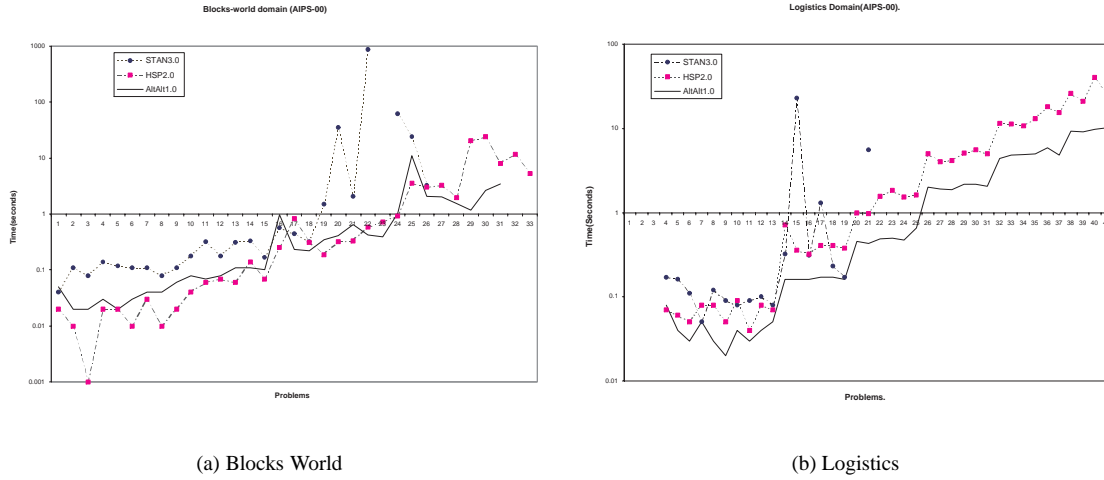 Blocks-world domain (AIPS-00)
1000
100
10
1
0.1
0.01
0.001
Time(Seconds)
STAN3.0
HSP2.0
AltAlt1.0
1 2 3 4 5 6 7 8 9 10 11 12 13 14 15 16 17 18 19 20 21 22 23 24 25 26 27 28 29 30 31 32 33
Problems
(a) Blocks World
Logistics Domain(AIPS-00).
100
10
1
0.1
0.01
Time(Seconds)
STAN3.0
HSP2.0
AltAlt1.0
1 2 3 4 5 6 7 8 9 10 11 12 13 14 15 16 17 18 19 20 21 26 27 28 29 30 31 32 33 34 35 36 37 38 39 40
Problems.
(b) Logistics